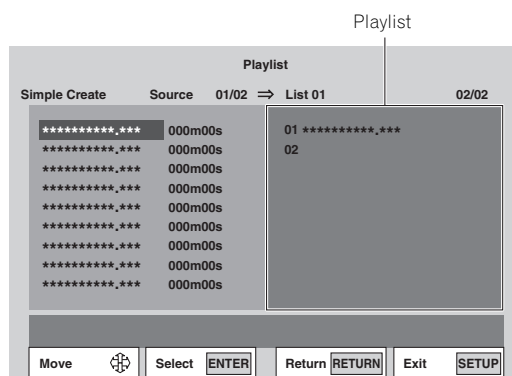 Playlist
Playlist
Simple Create Source 01/02 ⇒ List 01 02/02
**********.*** 000m00s 01 **********.***
**********.*** 000m00s 02
**********.*** 000m00s
**********.*** 000m00s
**********.*** 000m00s
**********.*** 000m00s
**********.*** 000m00s
**********.*** 000m00s
**********.*** 000m00s
Move Select ENTER Return RETURN Exit SETUP